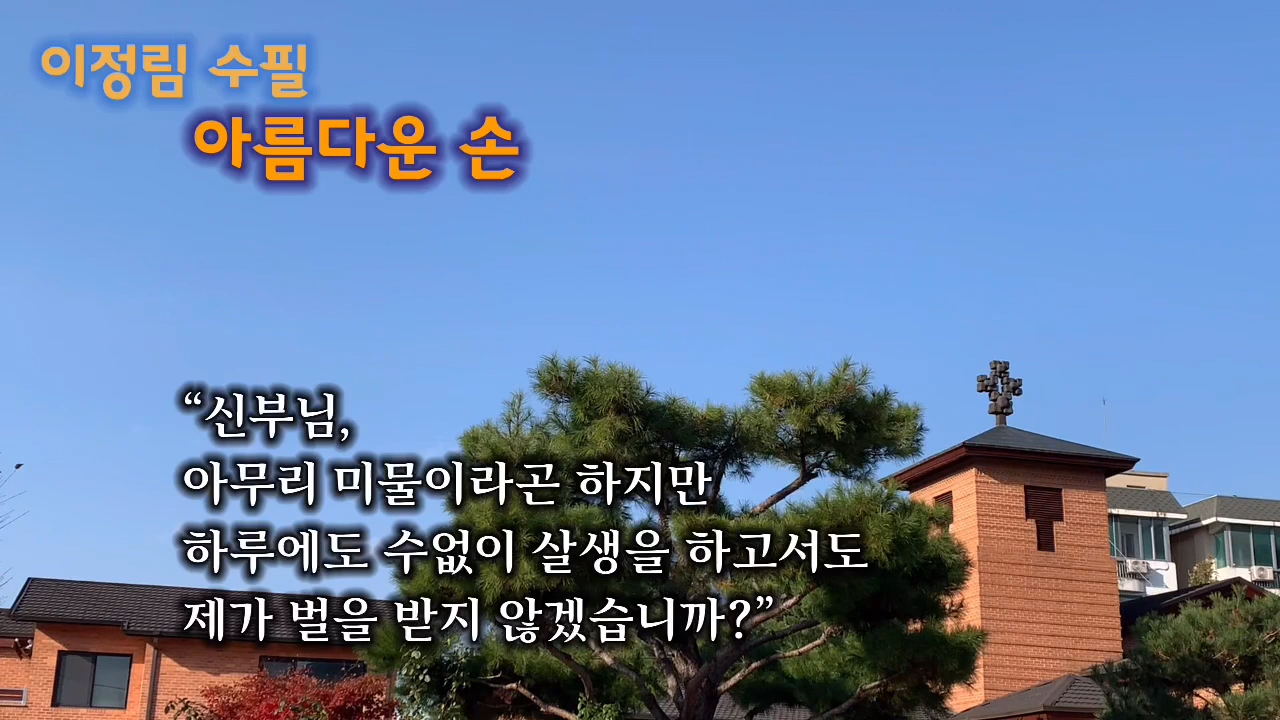 이정림 수필
아름다운 손
“신부님,
아무리 미물이라곤 하지만
하루에도 수없이 살생을 하고서도
제가 벌을 받지 않겠습니까?”